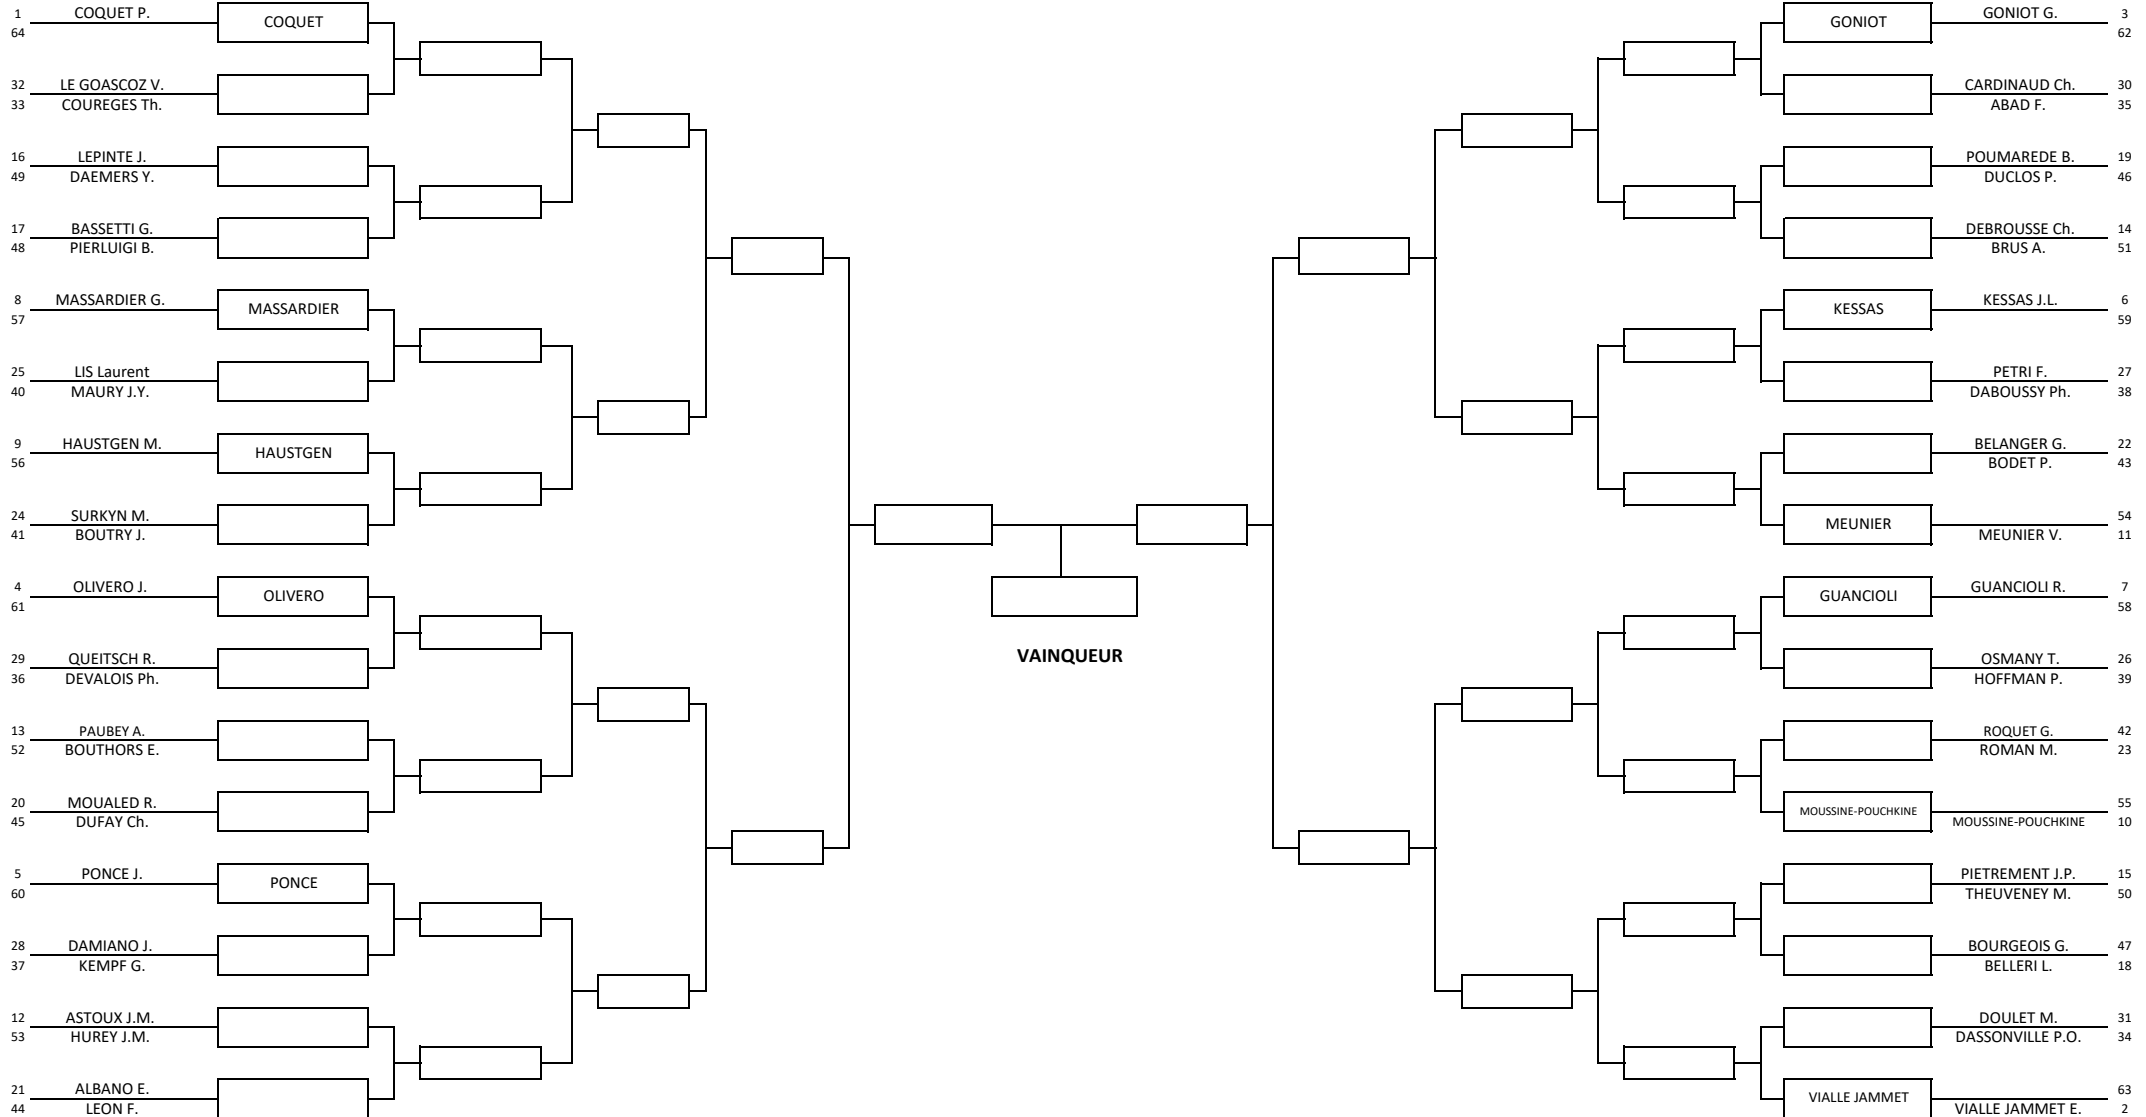 1 COQUET P. COQUET
64
32 LE GOASCOZ V.
33 COUREGES Th.
16 LEPINTE J.
49 DAEMERS Y.
17 BASSETTI G.
48 PIERLUIGI B.
8 MASSARDIER G. MASSARDIER
57
25 LIS Laurent
40 MAURY J.Y.
9 HAUSTGEN M. HAUSTGEN
56
24 SURKYN M.
41 BOUTRY J.
4 OLIVERO J. OLIVERO
61
29 QUEITSCH R.
36 DEVALOIS Ph.
13 PAUBEY A.
52 BOUTHORS E.
20 MOUALED R.
45 DUFAY Ch.
5 PONCE J. PONCE
60
28 DAMIANO J.
37 KEMPF G.
12 ASTOUX J.M.
53 HUREY J.M.
21 ALBANO E.
44 LEON F.
VAINQUEUR
GONIOT GONIOT G. 3
62
CARDINAUD Ch. 30
ABAD F. 35
POUMAREDE B. 19
DUCLOS P. 46
DEBROUSSE Ch. 14
BRUS A. 51
KESSAS KESSAS J.L. 6
59
PETRI F. 27
DABOUSSY Ph. 38
BELANGER G. 22
BODET P. 43
MEUNIER 54
MEUNIER V. 11
GUANCIOLI GUANCIOLI R. 7
58
OSMANY T. 26
HOFFMAN P. 39
ROQUET G. 42
ROMAN M. 23
MOUSSINE-POUCHKINE 55
MOUSSINE-POUCHKINE 10
PIETREMENT J.P. 15
THEUVENEY M. 50
BOURGEOIS G. 47
BELLERI L. 18
DOULET M. 31
DASSONVILLE P.O. 34
VIALLE JAMMET 63
VIALLE JAMMET E. 2